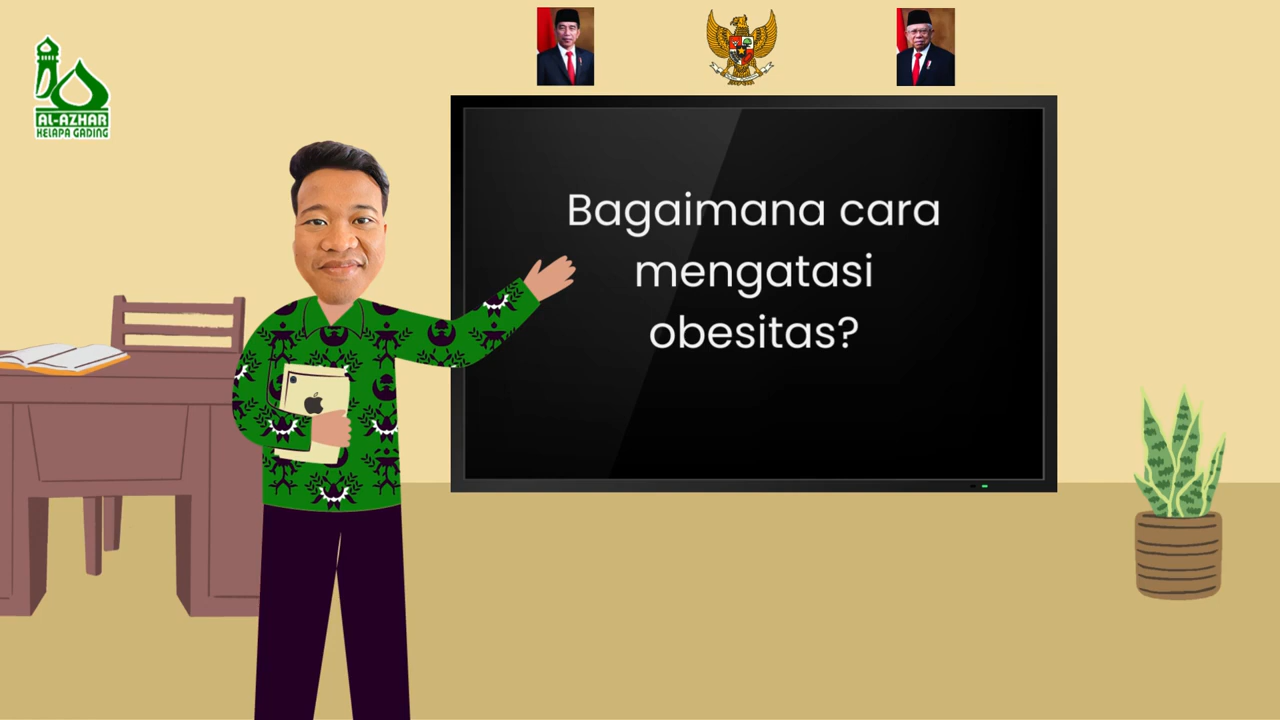 AL-AZHAR
KELAPA GADING
Bagaimana cara
mengatasi
obesitas?